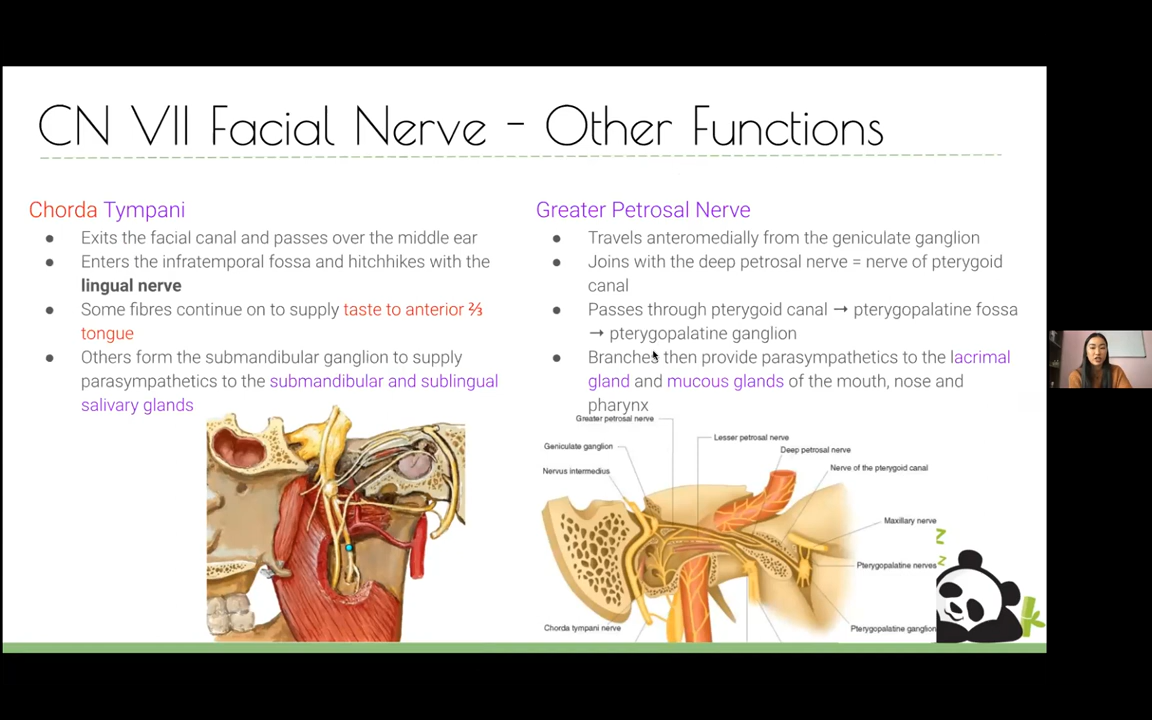 CN VII Facial Nerve - Other Functions
Chorda Tympani
● Exits the facial canal and passes over the middle ear
● Enters the infratemporal fossa and hitchhikes with the
lingual nerve
● Some fibres continue on to supply taste to anterior ⅔
tongue
● Others form the submandibular ganglion to supply
parasympathetics to the submandibular and sublingual
salivary glands
Greater Petrosal Nerve
● Travels anteromedially from the geniculate ganglion
● Joins with the deep petrosal nerve = nerve of pterygoid
canal
● Passes through pterygoid canal → pterygopalatine fossa
→ pterygopalatine ganglion
● Branches then provide parasympathetics to the lacrimal
gland and mucous glands of the mouth, nose and
pharynx
Greater petrosal nerve
Lesser petrosal nerve
Geniculate ganglion
Deep petrosal nerve
Nervus intermedius
Nerve of the pterygoid canal
Maxillary nerve
Pterygopalatine nerves
Chorda tympani nerve
Pterygopalatine ganglion
z
z